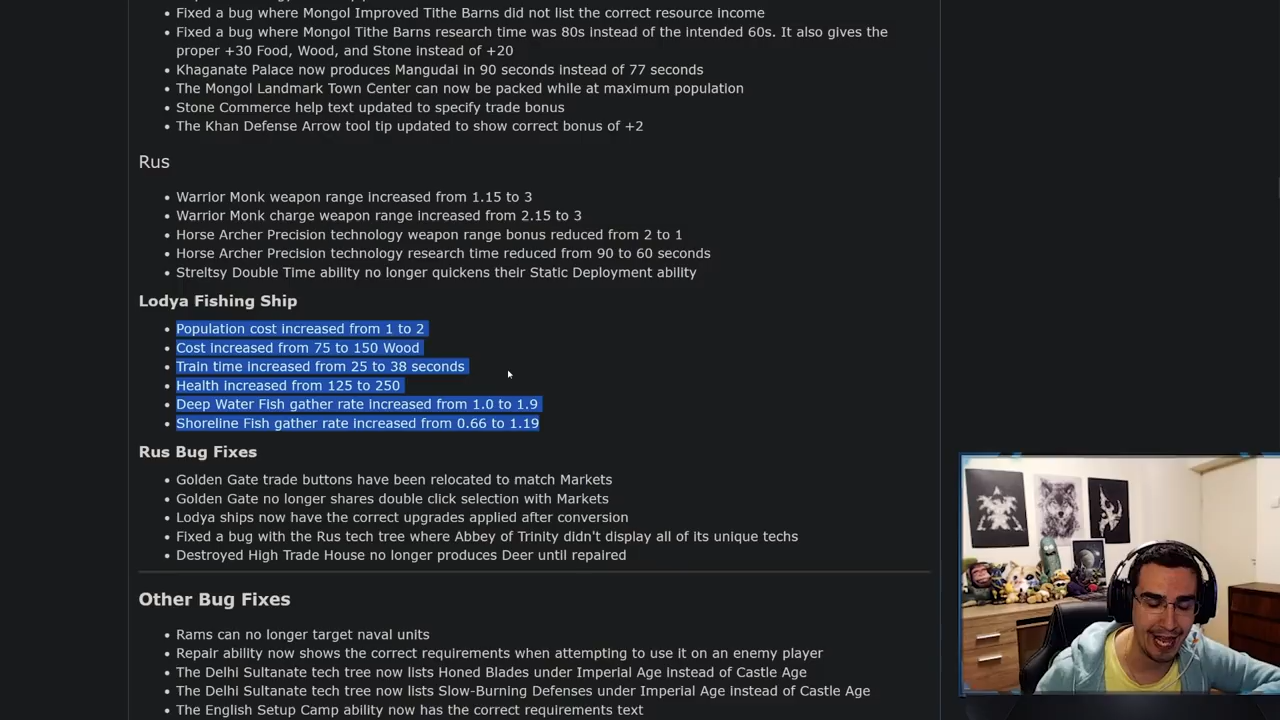 Fixed a bug where Mongol Improved Tithe Barns did not list the correct resource income
Fixed a bug where Mongol Tithe Barns research time was 80s instead of the intended 60s. It also gives the
proper +30 Food, Wood, and Stone instead of +20
Khaganate Palace now produces Mangudai in 90 seconds instead of 77 seconds
The Mongol Landmark Town Center can now be packed while at maximum population
Stone Commerce help text updated to specify trade bonus
The Khan Defense Arrow tool tip updated to show correct bonus of +2
Rus
Warrior Monk weapon range increased from 1.15 to 3
Warrior Monk charge weapon range increased from 2.15 to 3
Horse Archer Precision technology weapon range bonus reduced from 2 to 1
Horse Archer Precision technology research time reduced from 90 to 60 seconds
Streltsy Double Time ability no longer quickens their Static Deployment ability
Lodya Fishing Ship
Population cost increased from 1 to 2
Cost increased from 75 to 150 Wood
Train time increased from 25 to 38 seconds
Health increased from 125 to 250
Deep Water Fish gather rate increased from 1.0 to 1.9
Shoreline Fish gather rate increased from 0.66 to 1.19
Rus Bug Fixes
Golden Gate trade buttons have been relocated to match Markets
Golden Gate no longer shares double click selection with Markets
Lodya ships now have the correct upgrades applied after conversion
Fixed a bug with the Rus tech tree where Abbey of Trinity didn't display all of its unique techs
Destroyed High Trade House no longer produces Deer until repaired
Other Bug Fixes
Rams can no longer target naval units
Repair ability now shows the correct requirements when attempting to use it on an enemy player
The Delhi Sultanate tech tree now lists Honed Blades under Imperial Age instead of Castle Age
The Delhi Sultanate tech tree now lists Slow-Burning Defenses under Imperial Age instead of Castle Age
The English Setup Camp ability now has the correct requirements text